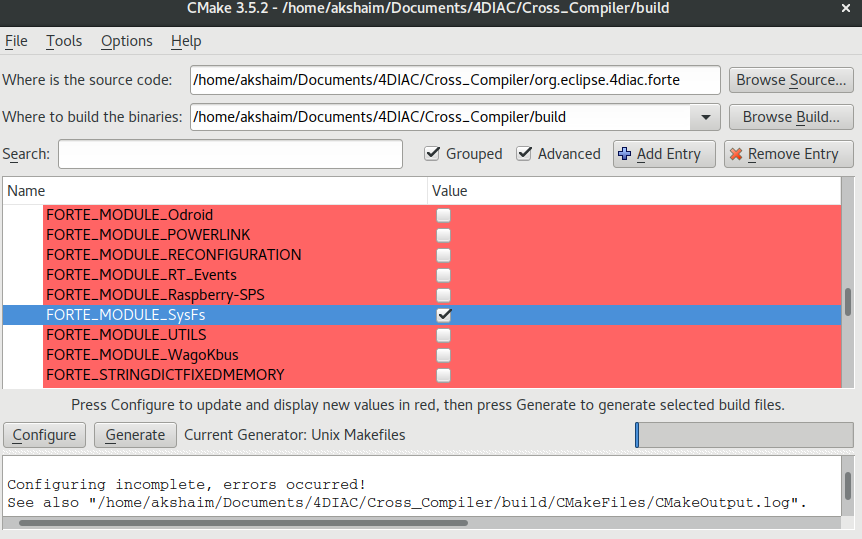 CMake 3.5.2 - /home/akshaim/Documents/4DIAC/Cross_Compiler/build
File Tools Options Help
Where is the source code: /home/akshaim/Documents/4DIAC/Cross_Compiler/org.eclipse.4diac.forte Browse Source...
Where to build the binaries: /home/akshaim/Documents/4DIAC/Cross_Compiler/build Browse Build...
Search: Grouped Advanced Add Entry Remove Entry
Name Value
FORTE_MODULE_Odroid
FORTE_MODULE_POWERLINK
FORTE_MODULE_RECONFIGURATION
FORTE_MODULE_RT_Events
FORTE_MODULE_Raspberry-SPS
FORTE_MODULE_SysFs
FORTE_MODULE_UTILS
FORTE_MODULE_WagoKbus
FORTE_STRINGDICTFIXEDMEMORY
Press Configure to update and display new values in red, then press Generate to generate selected build files.
Configure Generate Current Generator: Unix Makefiles
Configuring incomplete, errors occurred!
See also "/home/akshaim/Documents/4DIAC/Cross_Compiler/build/CMakeFiles/CMakeOutput.log".